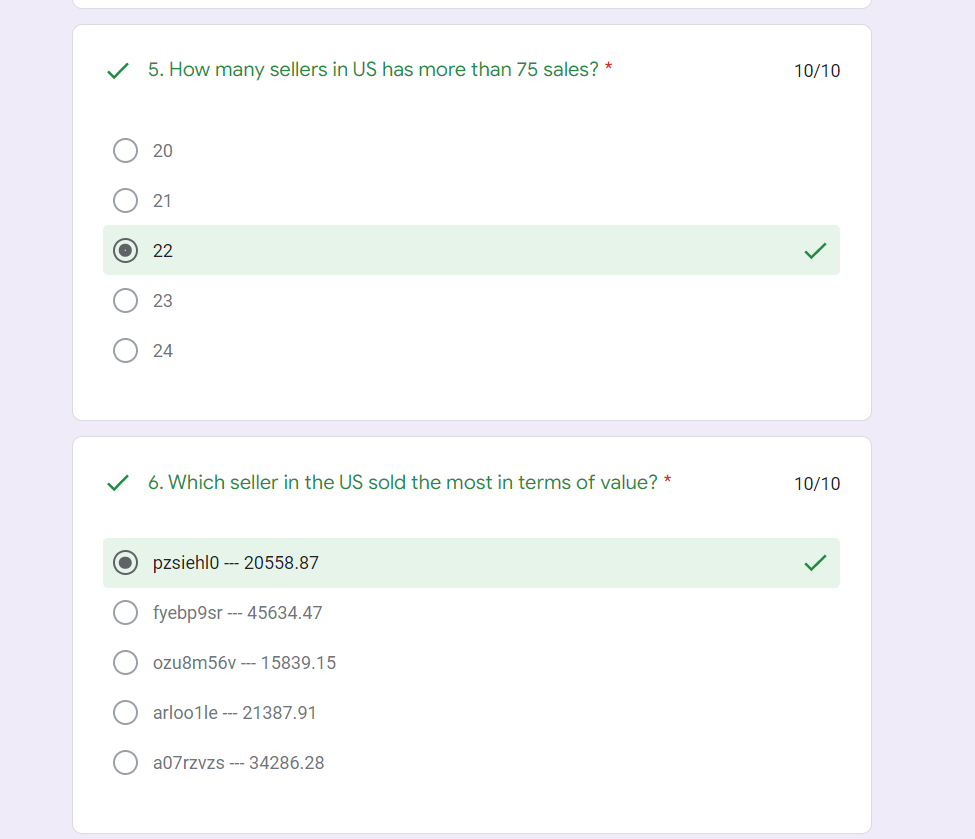 5. How many sellers in US has more than 75 sales? *
10/10
20
21
22
23
24
6. Which seller in the US sold the most in terms of value? *
10/10
pzsiehl0 --- 20558.87
fyebp9sr --- 45634.47
ozu8m56v --- 15839.15
arloo1le --- 21387.91
a07rzvzs --- 34286.28